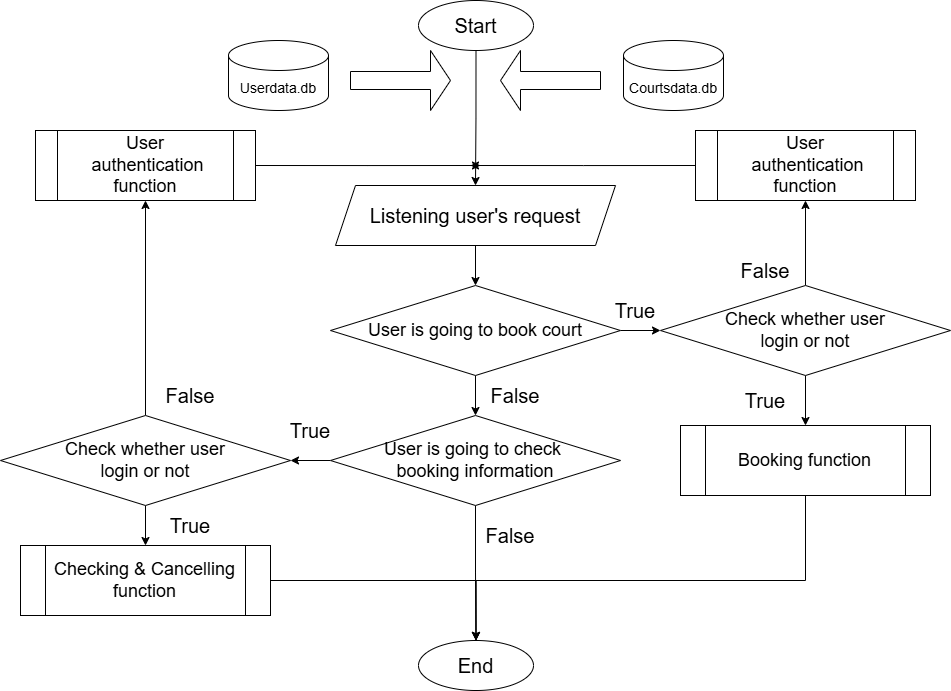 Start
Userdata.db
Courtsdata.db
User
authentication
function
User
authentication
function
Listening user's request
False
User is going to book court
True
Check whether user
login or not
False
False
True
Check whether user
login or not
True
User is going to check
booking information
Booking function
True
False
Checking & Cancelling
function
End